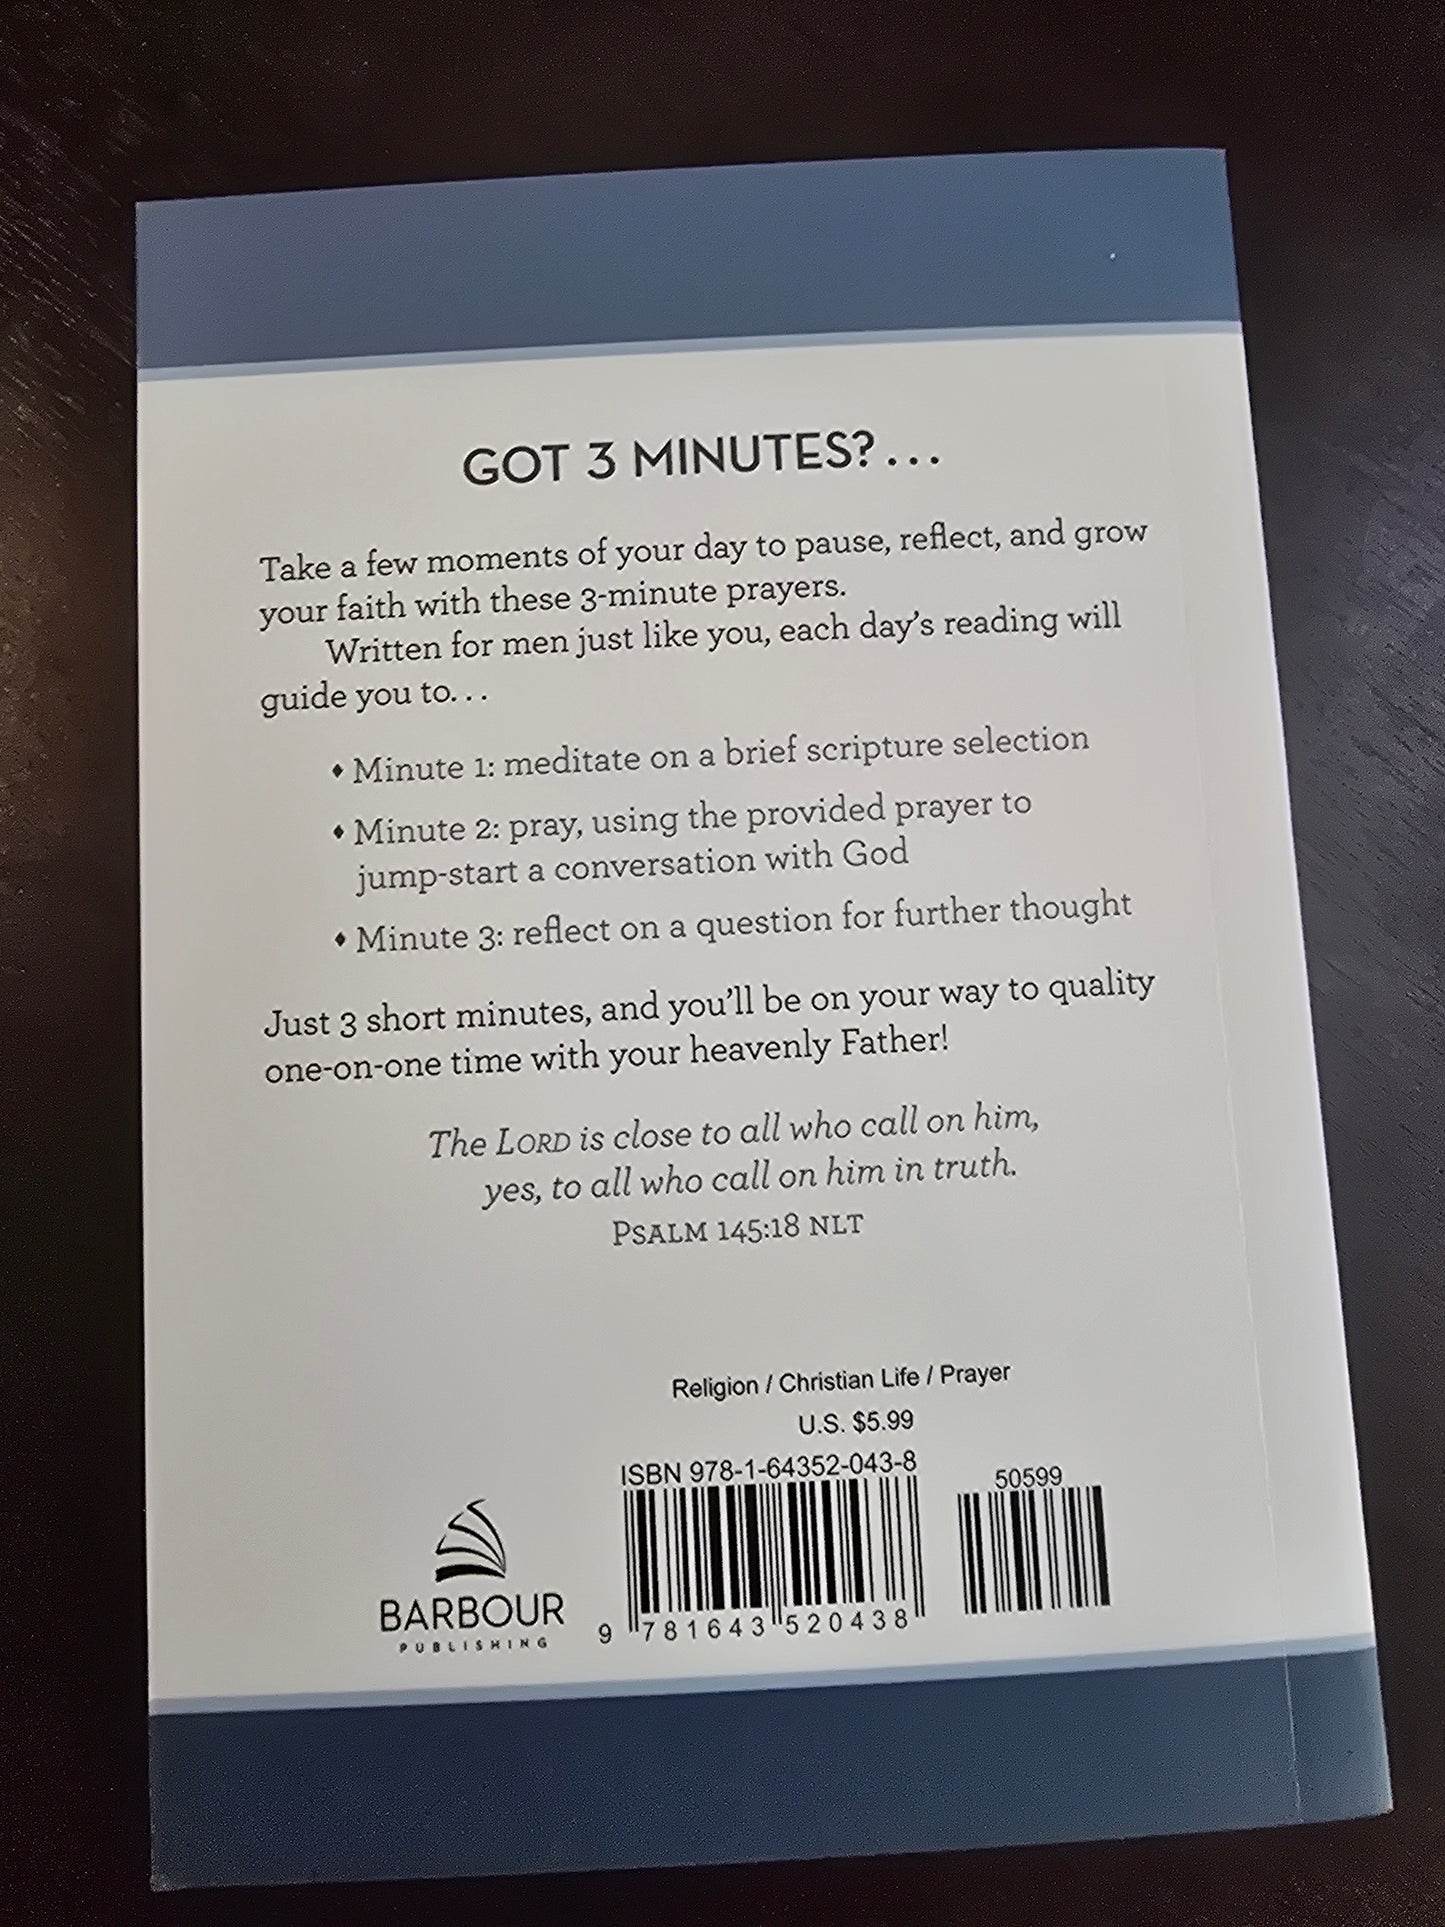 GOT 3 MINUTES?...
Take a few moments of your day to pause, reflect, and grow
your faith with these 3-minute prayers.
Written for men just like you, each day's reading will
guide you to...
♦ Minute 1: meditate on a brief scripture selection
♦ Minute 2: pray, using the provided prayer to
jump-start a conversation with God
♦ Minute 3: reflect on a question for further thought
Just 3 short minutes, and you'll be on your way to quality
one-on-one time with your heavenly Father!
The LORD is close to all who call on him,
yes, to all who call on him in truth.
PSALM 145:18 NLT
Religion / Christian Life / Prayer
U.S. $5.99
ISBN 978-1-64352-043-8
50599
9 781643 520438
BARBOUR
PUBLISHING